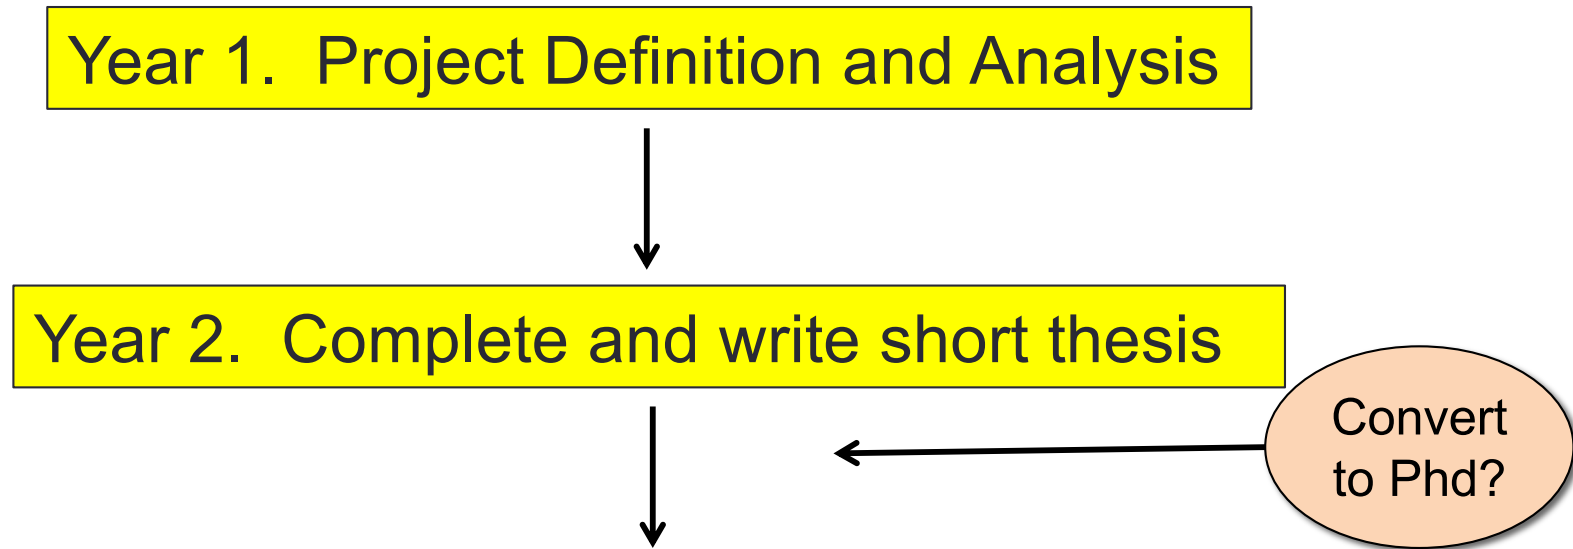 Year 1.  Project Definition and Analysis
Year 2.  Complete and write short thesis
Convert
to Phd?